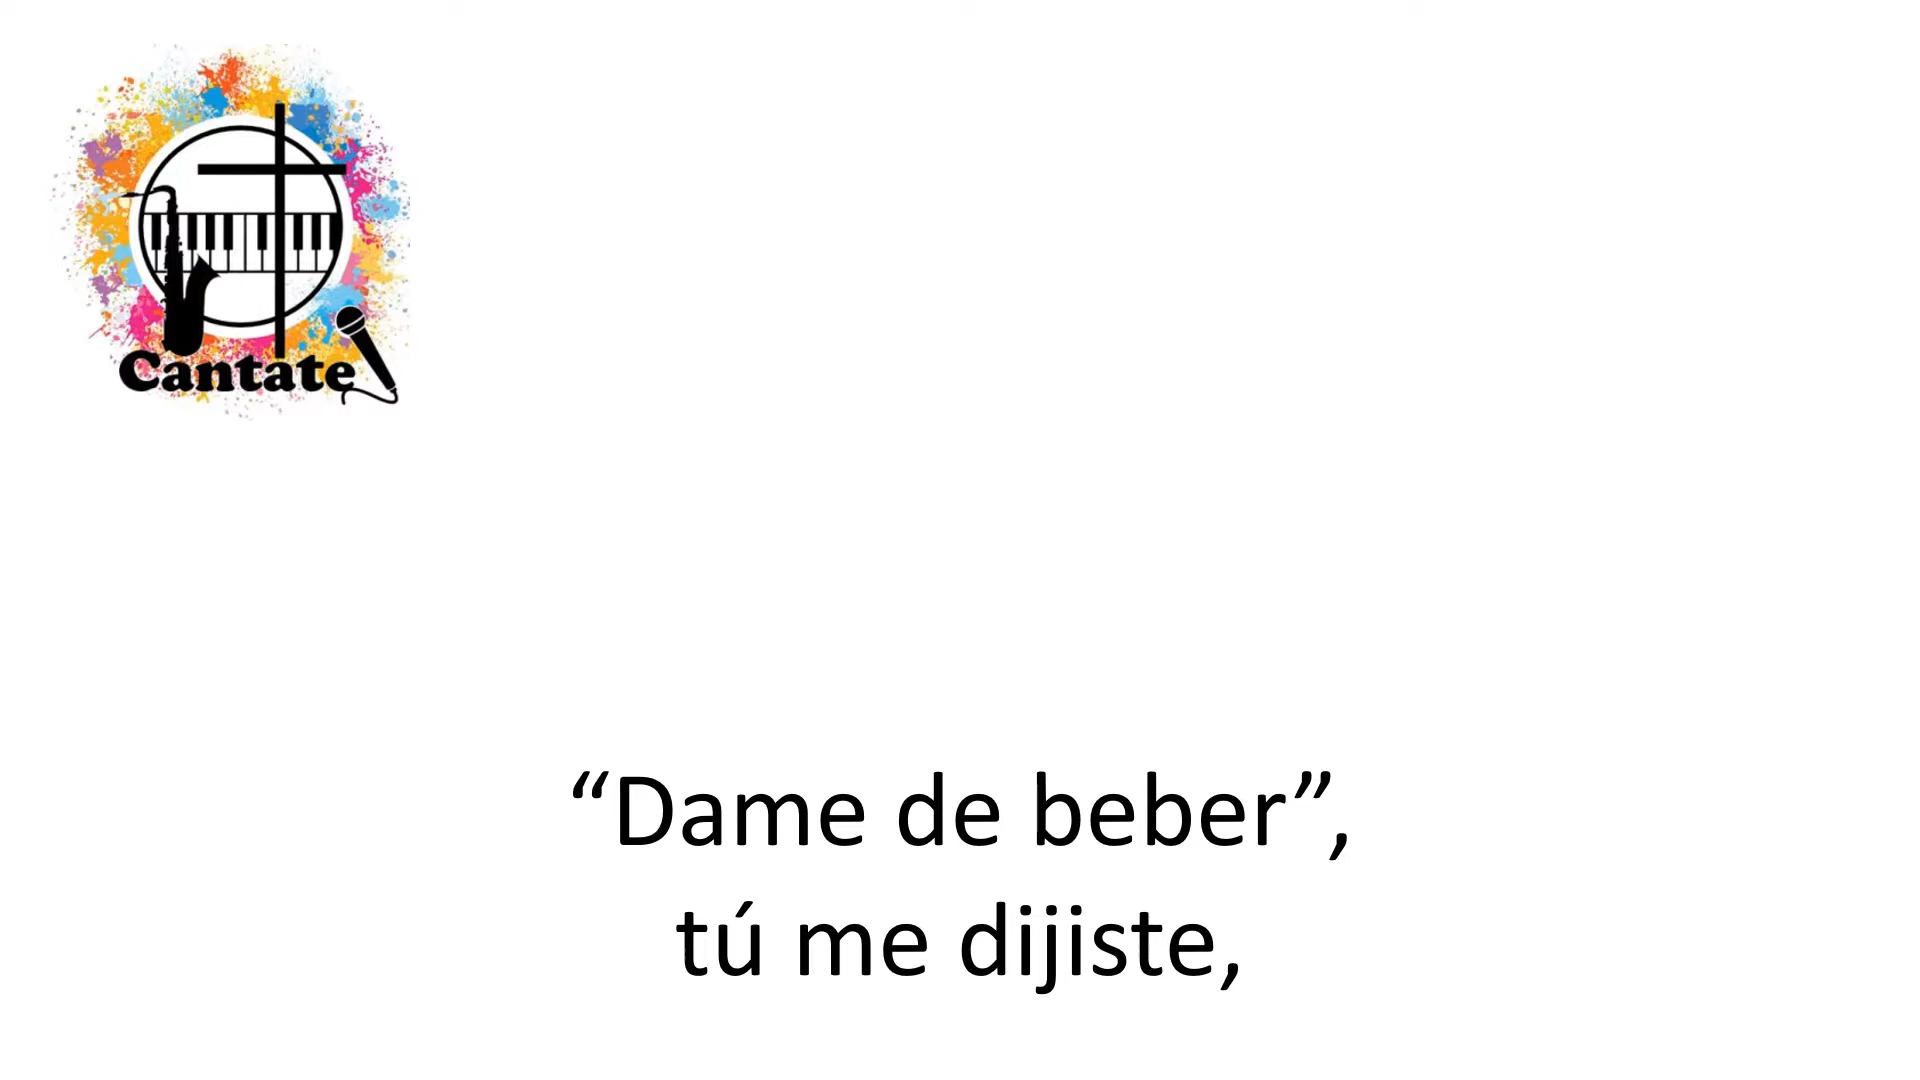 Cantate
“Dame de beber”,
tú me dijiste,